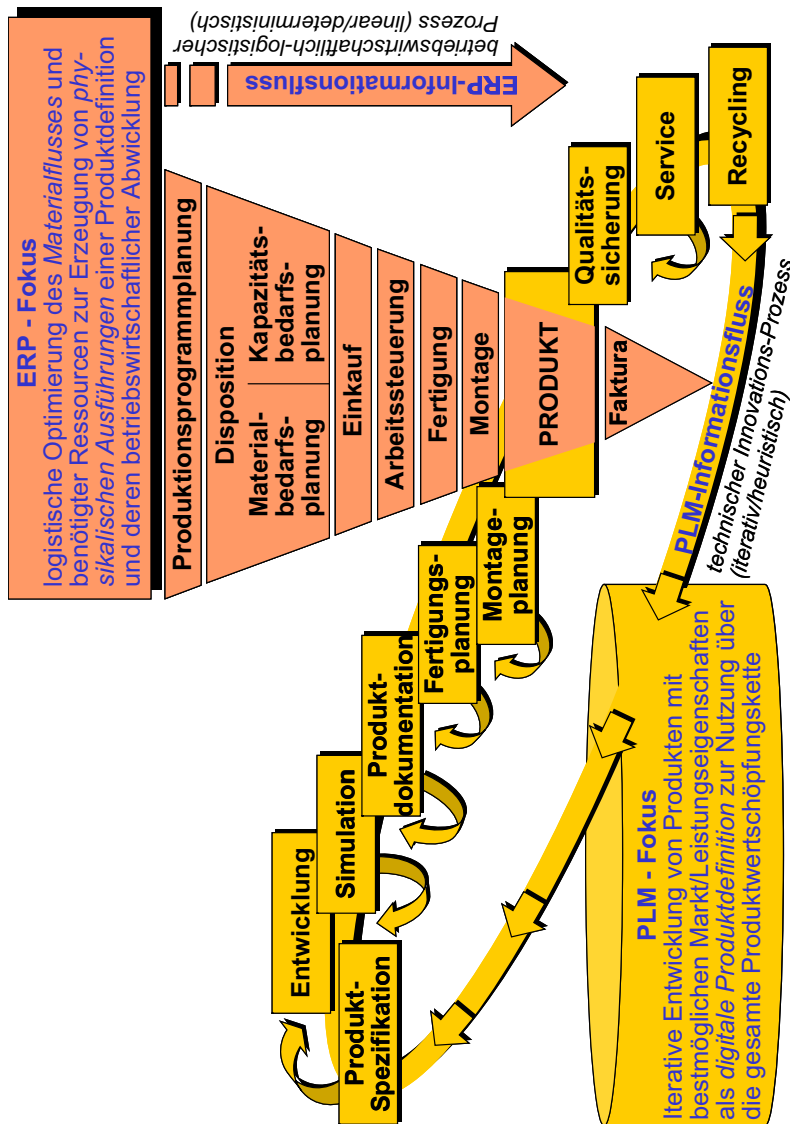 ERP - Fokus
logistische Optimierung des Materialflusses und
benötigter Ressourcen zur Erzeugung von phy-
sikalischen Ausführungen einer Produktdefinition
und deren betriebswirtschaftlicher Abwicklung
ERP-Informationsfluss
betriebswirtschaftlich-logistischer
Prozess (linear/deterministisch)
Produktionsprogrammplanung
Disposition
Material-
bedarfs-
planung
Kapazitäts-
bedarfs-
planung
Einkauf
Arbeitssteuerung
Fertigung
Montage
PRODUKT
Faktura
Entwicklung
Simulation
Produkt-
Spezifikation
Produkt-
dokumentation
Fertigungs-
planung
Montage-
planung
Qualitäts-
sicherung
Service
Recycling
PLM-Informationsfluss
technischer Innovations-Prozess
(iterativ/heuristisch)
PLM - Fokus
Iterative Entwicklung von Produkten mit
bestmöglichen Markt/Leistungseigenschaften
als digitale Produktdefinition zur Nutzung über
die gesamte Produktwertschöpfungskette